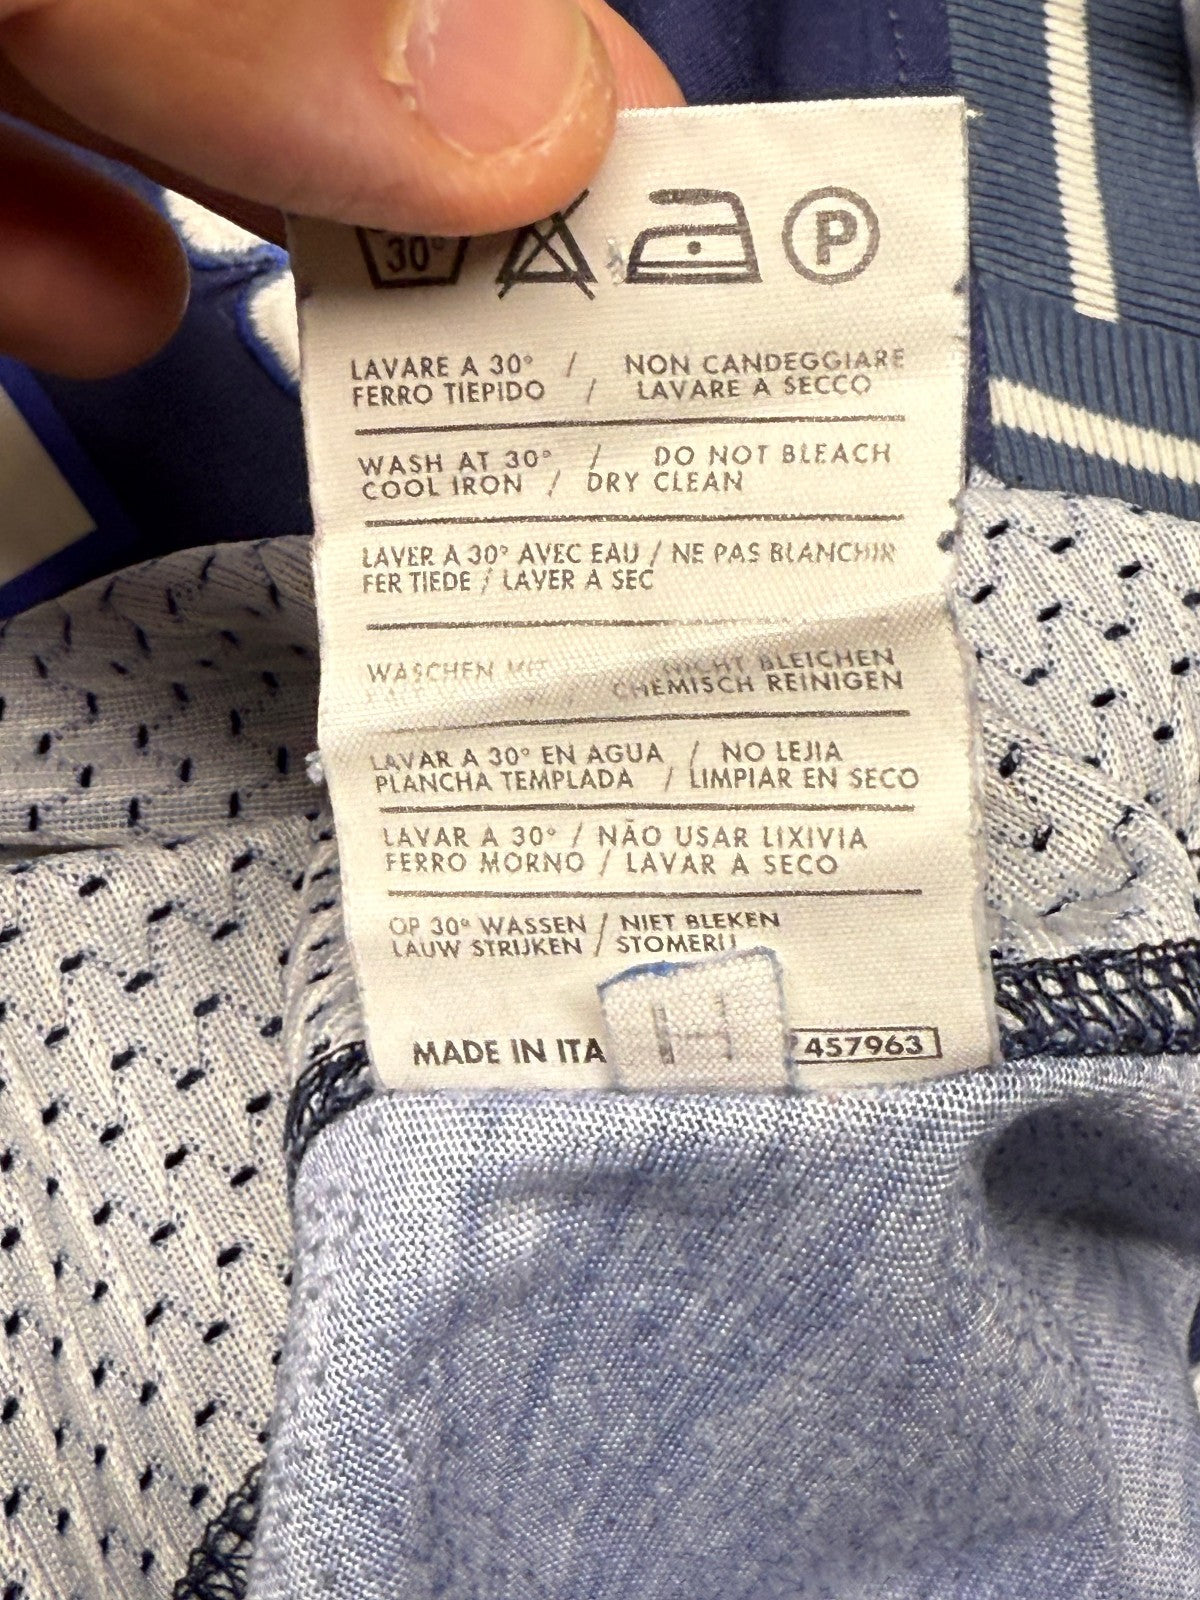 30°
P
LAVARE A 30° / NON CANDEGGIARE
FERRO TIEPIDO / LAVARE A SECCO
WASH AT 30° / DO NOT BLEACH
COOL IRON / DRY CLEAN
LAVER A 30° AVEC EAU / NE PAS BLANCHIR
FER TIEDE / LAVER A SEC
WASCHEN MIT NICHT BLEICHEN
CHEMISCH REINIGEN
LAVAR A 30° EN AGUA / NO LEJIA
PLANCHA TEMPLADA / LIMPIAR EN SECO
LAVAR A 30° / NÃO USAR LIXIVIA
FERRO MORNO / LAVAR A SECO
OP 30° WASSEN / NIET BLEKEN
LAUW STRIJKEN / STOMERIJ
MADE IN ITA
457963
H